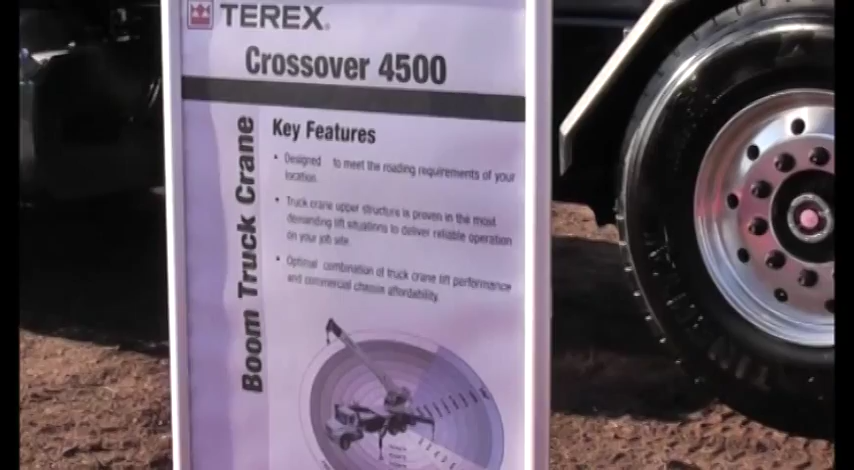 TEREX®
Crossover 4500
Boom Truck Crane
Key Features
• Designed to meet the roading requirements of your
location.
• Truck crane upper structure is proven in the most
demanding lift situations to deliver reliable operation
on your job site.
• Optimal combination of truck crane lift performance
and commercial chassis affordability.